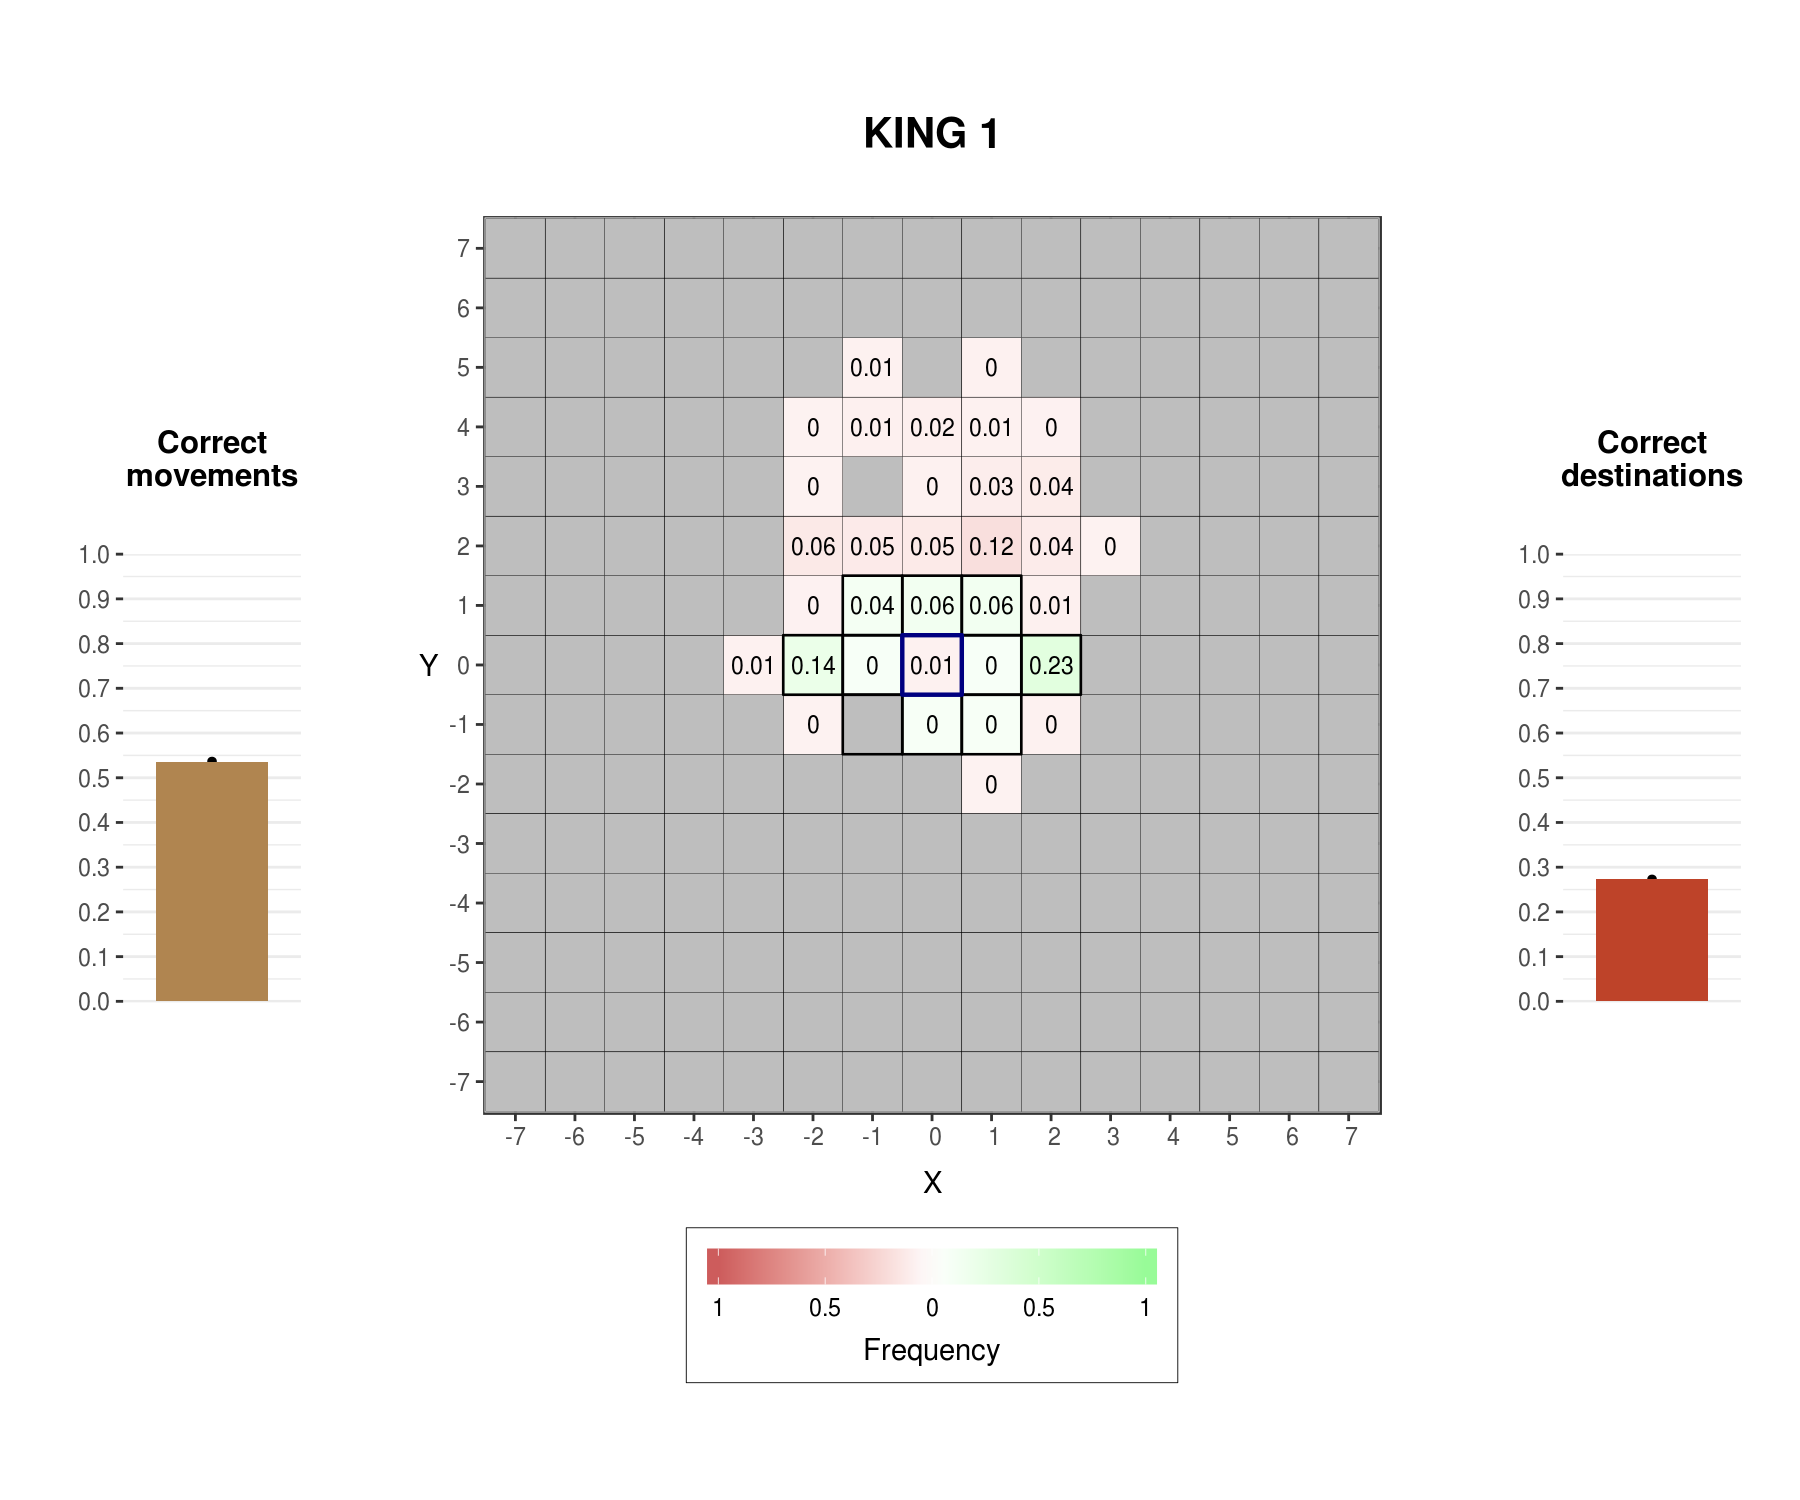 KING 1
Correct
movements
1.0
0.9
0.8
0.7
0.6
0.5
0.4
0.3
0.2
0.1
0.0
Y
7
6
5 0.01 0
4 0 0.01 0.02 0.01 0
3 0 0 0.03 0.04
2 0.06 0.05 0.05 0.12 0.04 0
1 0 0.04 0.06 0.06 0.01
0 0.01 0.14 0 0.01 0 0.23
-1 0 0 0 0
-2 0
-3
-4
-5
-6
-7
-7 -6 -5 -4 -3 -2 -1 0 1 2 3 4 5 6 7
X
1 0.5 0 0.5 1
Frequency
Correct
destinations
1.0
0.9
0.8
0.7
0.6
0.5
0.4
0.3
0.2
0.1
0.0